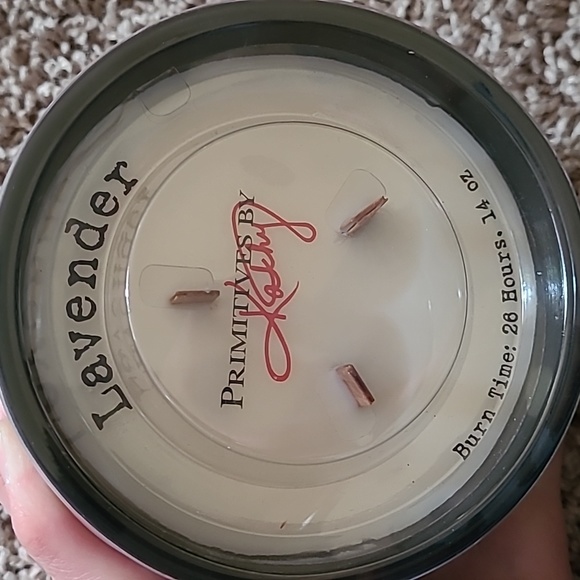 Lavender
PRIMITIVES BY
Kathy
Burn Time: 26 Hours. 14 oz